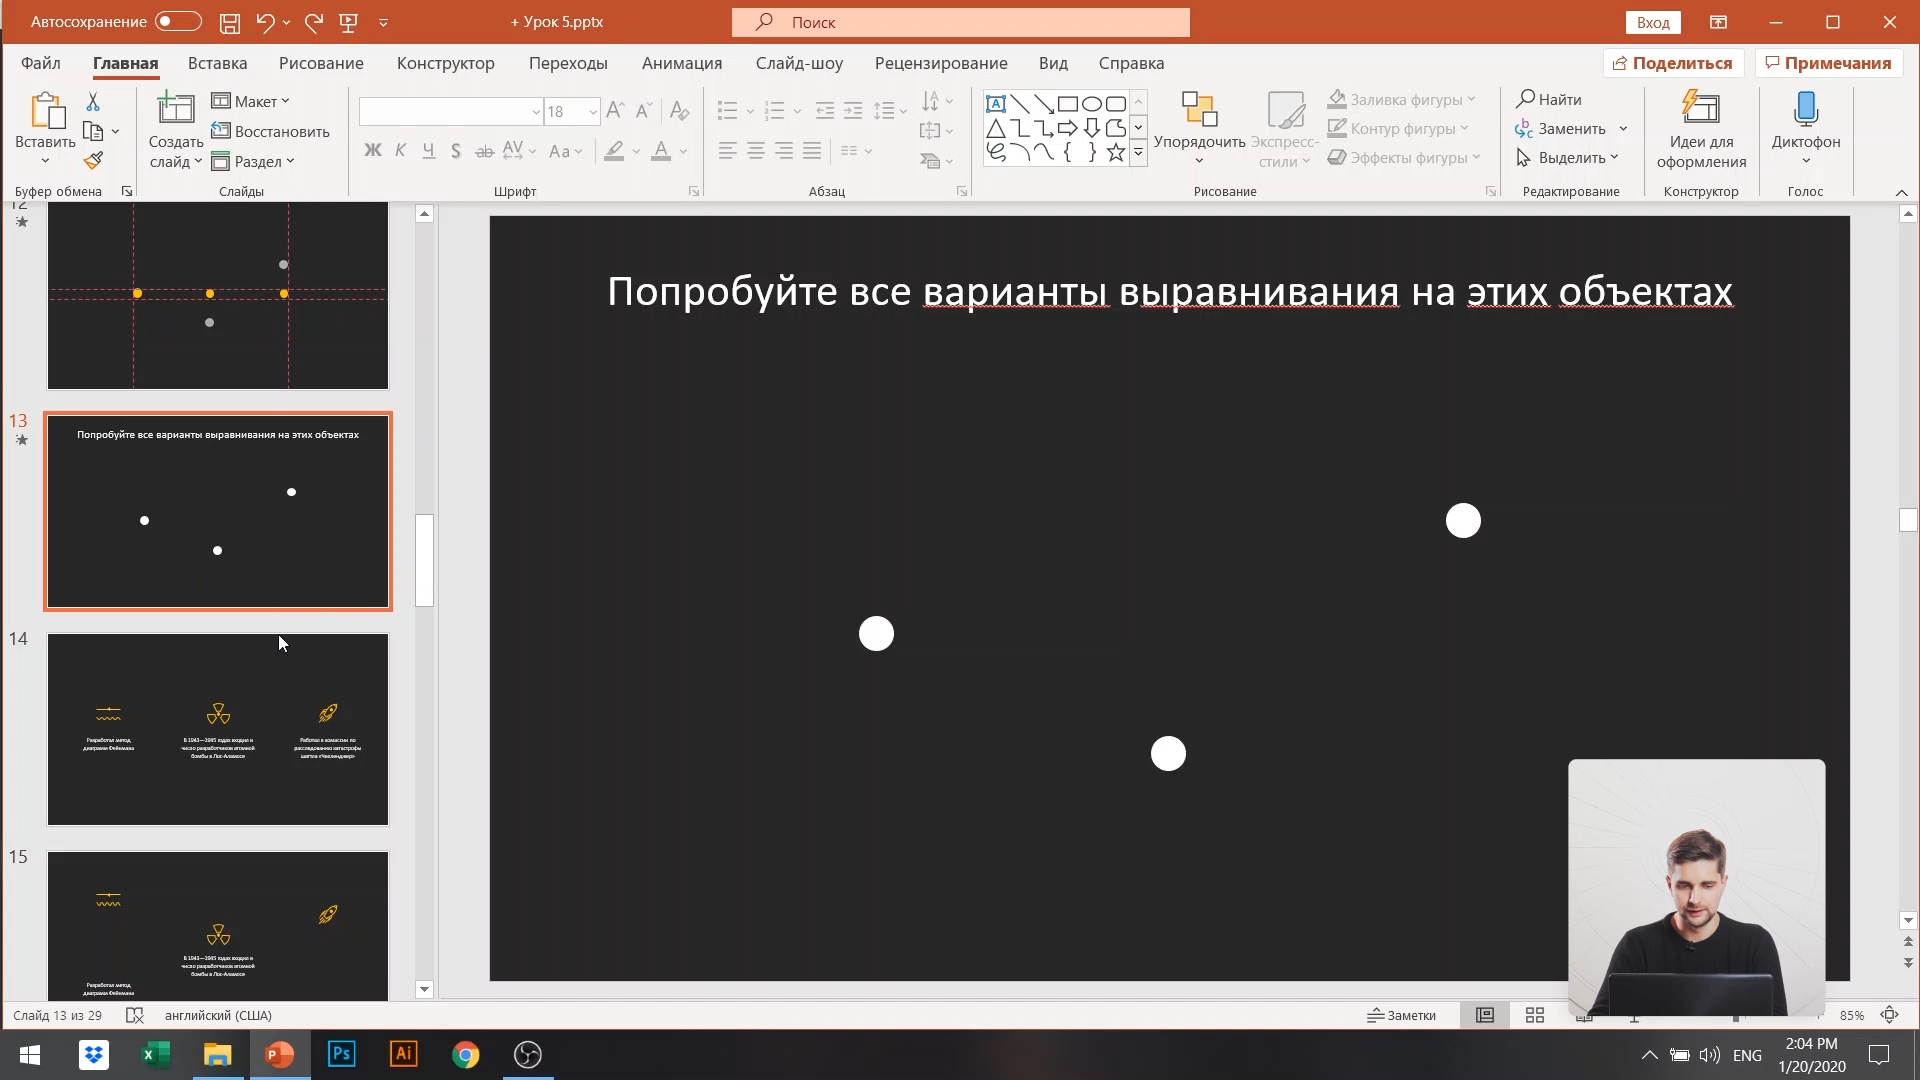 Автосохранение
+ Урок 5.pptx
Поиск
Вход
Файл Главная Вставка Рисование Конструктор Переходы Анимация Слайд-шоу Рецензирование Вид Справка
Поделиться Примечания
Вставить
Создать слайд
Макет
Восстановить
Раздел
18
Ж К Ч S ab AV Aa
A
Упорядочить
Экспресс-стили
Заливка фигуры
Контур фигуры
Эффекты фигуры
Найти
Заменить
Выделить
Идеи для оформления
Диктофон
Буфер обмена Слайды Шрифт Абзац Рисование Редактирование Конструктор Голос
12
13
Попробуйте все варианты выравнивания на этих объектах
14
Разработал метод
диаграмм Фейнмана
В 1943—1945 годах входил в
число разработчиков атомной
бомбы в Лос-Аламосе
Работал в комиссии по
расследованию катастрофы
шаттла «Челленджер»
15
В 1943—1945 годах входил в
число разработчиков атомной
бомбы в Лос-Аламосе
Разработал метод
диаграмм Фейнмана
Попробуйте все варианты выравнивания на этих объектах
Слайд 13 из 29
английский (США)
Заметки
85%
P
Ps
Ai
ENG
2:04 PM
1/20/2020